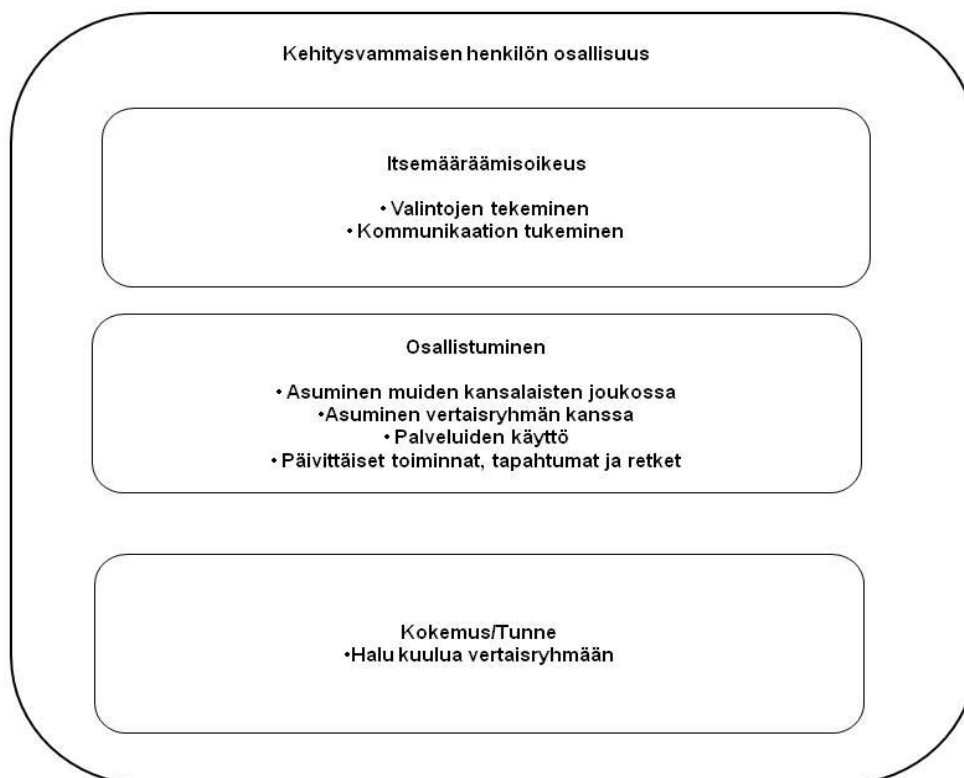 Kehitysvammaisen henkilön osallisuus
Itsemääräämisoikeus
• Valintojen tekeminen
• Kommunikaation tukeminen
Osallistuminen
• Asuminen muiden kansalaisten joukossa
•Asuminen vertaisryhmän kanssa
• Palveluiden käyttö
• Päivittäiset toiminnat, tapahtumat ja retket
Kokemus/Tunne
•Halu kuulua vertaisryhmään